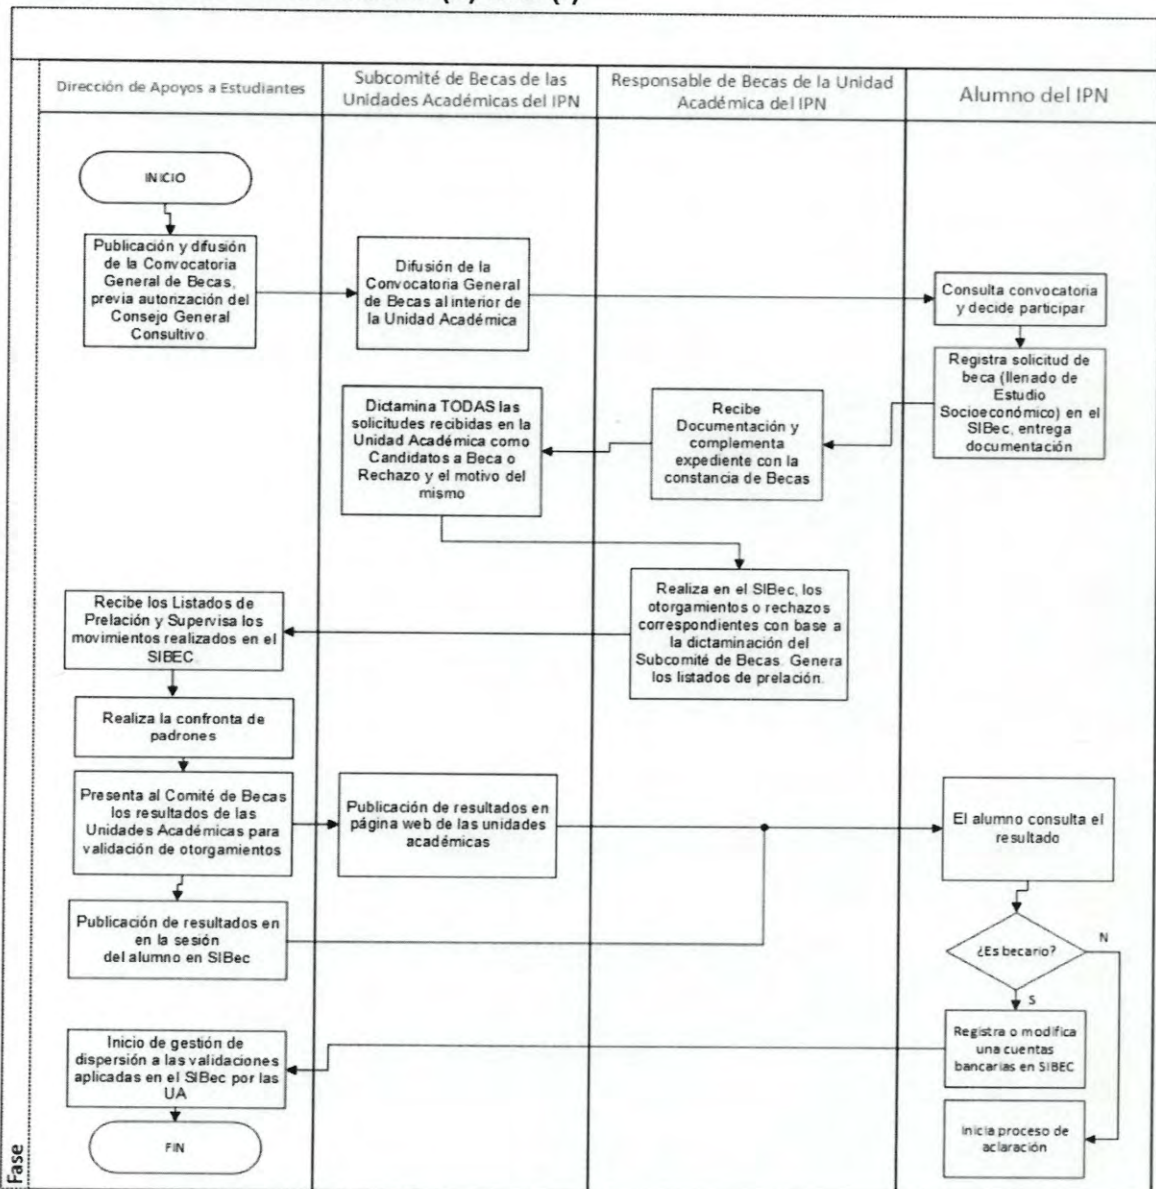 Dirección de Apoyos a Estudiantes
Subcomité de Becas de las
Unidades Académicas del IPN
Responsable de Becas de la Unidad
Académica del IPN
Alumno del IPN
INICIO
Publicación y difusión
de la Convocatoria
General de Becas,
previa autorización del
Consejo General
Consultivo.
Difusión de la
Convocatoria General
de Becas al interior de
la Unidad Académica
Consulta convocatoria
y decide participar
Registra solicitud de
beca (llenado de
Estudio
Socioeconómico) en el
SIBec, entrega
documentación
Recibe
Documentación y
complementa
expediente con la
constancia de Becas
Dictamina TODAS las
solicitudes recibidas en la
Unidad Académica como
Candidatos a Beca o
Rechazo y el motivo del
mismo
Realiza en el SIBec, los
otorgamientos o rechazos
correspondientes con base a
la dictaminación del
Subcomité de Becas. Genera
los listados de prelación.
Recibe los Listados de
Prelación y Supervisa los
movimientos realizados en el
SIBEC.
Realiza la confronta de
padrones
Presenta al Comité de Becas
los resultados de las
Unidades Académicas para
validación de otorgamientos
Publicación de resultados en
página web de las unidades
académicas
El alumno consulta el
resultado
Publicación de resultados en
en la sesión
del alumno en SIBec
¿Es becario?
N
S
Registra o modifica
una cuentas
bancarias en SIBEC
Inicio de gestión de
dispersión a las validaciones
aplicadas en el SIBec por las
UA
Inicia proceso de
aclaración
FIN
Fase